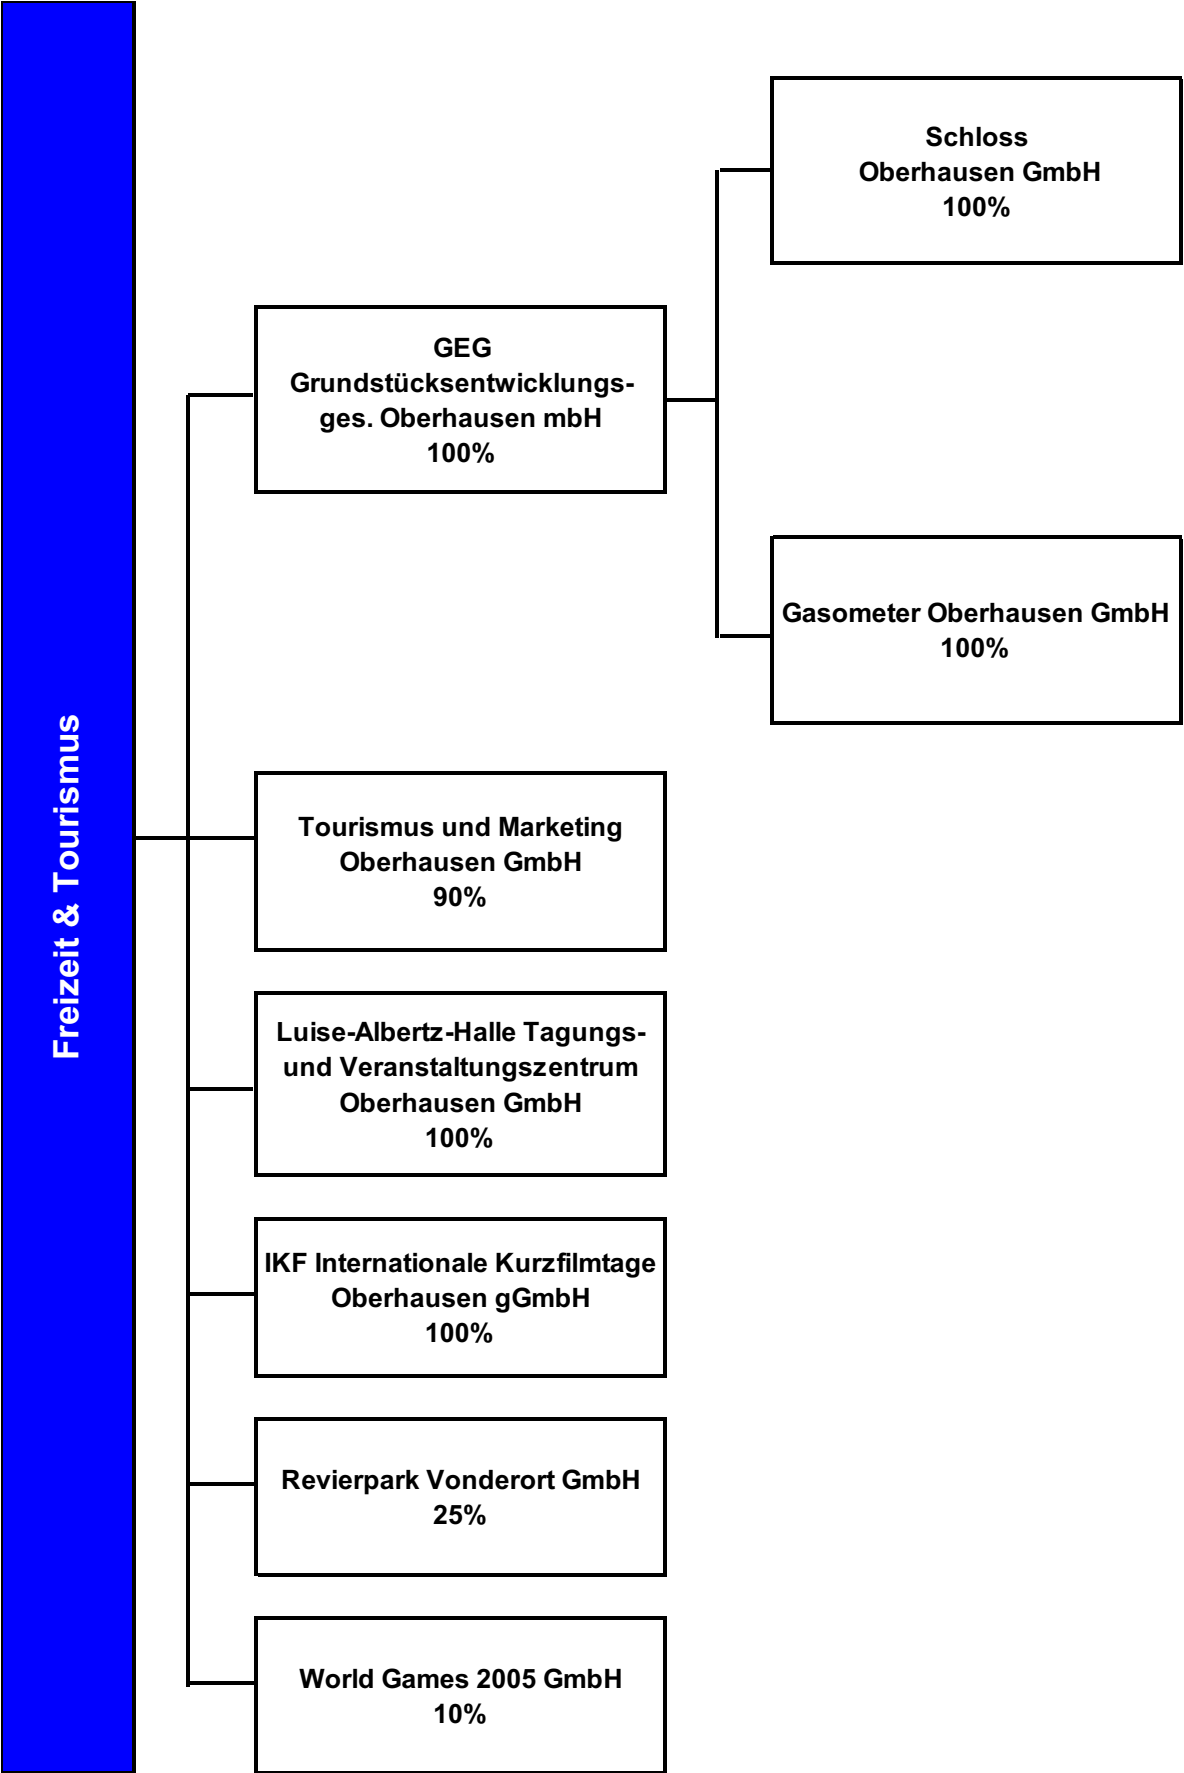 Freizeit & Tourismus
Schloss
Oberhausen GmbH
100%
GEG
Grundstücksentwicklungs-
ges. Oberhausen mbH
100%
Gasometer Oberhausen GmbH
100%
Tourismus und Marketing
Oberhausen GmbH
90%
Luise-Albertz-Halle Tagungs-
und Veranstaltungszentrum
Oberhausen GmbH
100%
IKF Internationale Kurzfilmtage
Oberhausen gGmbH
100%
Revierpark Vonderort GmbH
25%
World Games 2005 GmbH
10%